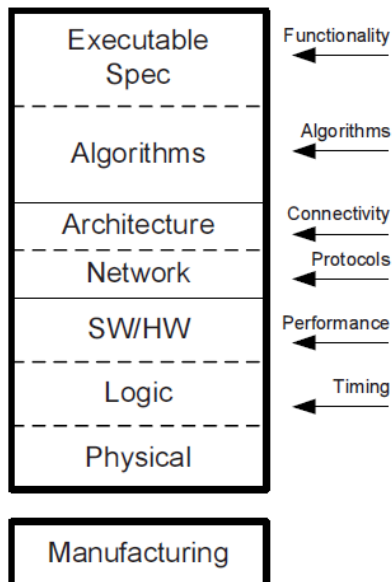 Executable
Spec
Functionality
Algorithms
Algorithms
Architecture
Connectivity
Network
Protocols
SW/HW
Performance
Logic
Timing
Physical
Manufacturing